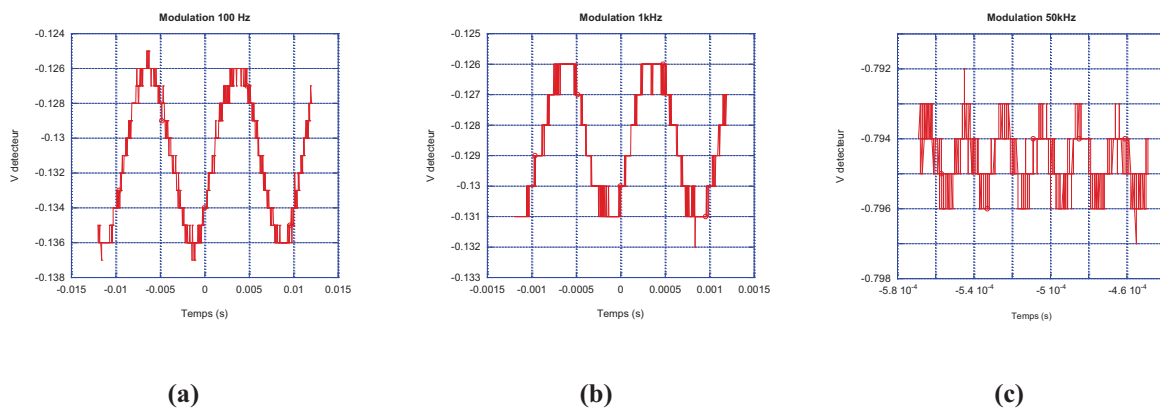 Modulation 100 Hz
V detecteur
-0.124
-0.126
-0.128
-0.13
-0.132
-0.134
-0.136
-0.138
-0.015 -0.01 -0.005 0 0.005 0.01 0.015
Temps (s)
(a)
Modulation 1kHz
V détecteur
-0.125
-0.126
-0.127
-0.128
-0.129
-0.13
-0.131
-0.132
-0.133
-0.0015 -0.001 -0.0005 0 0.0005 0.001 0.0015
Temps (s)
(b)
Modulation 50kHz
V détecteur
-0.792
-0.794
-0.796
-0.798
-5.8 10⁻⁴ -5.4 10⁻⁴ -5 10⁻⁴ -4.6 10⁻⁴
Temps (s)
(c)